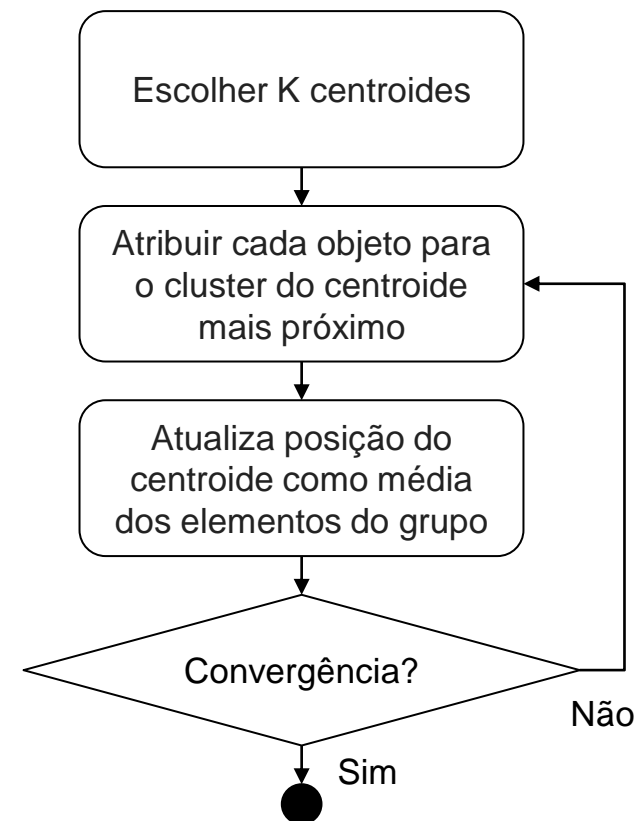 Escolher K centroides
Atribuir cada objeto para
o cluster do centroide
mais próximo
Atualiza posição do
centroide como média
dos elementos do grupo
Convergência?
Não
Sim